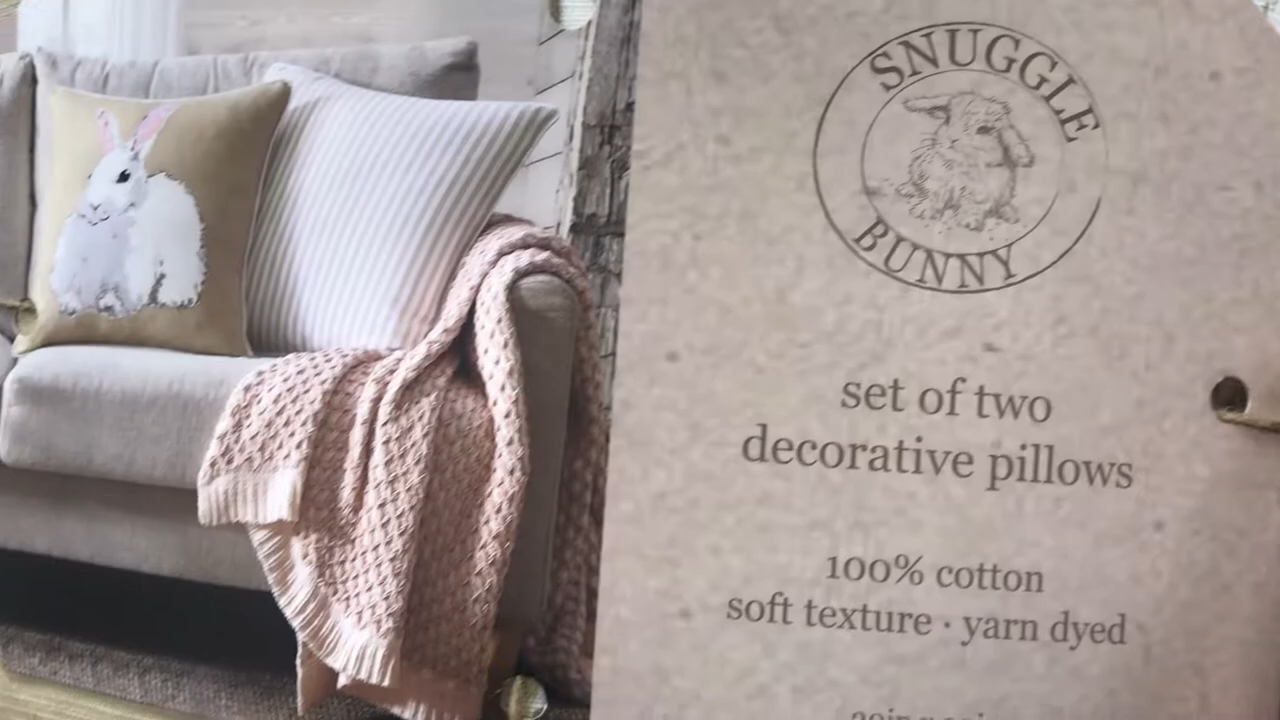 SNUGGLE
BUNNY
set of two
decorative pillows
100% cotton
soft texture · yarn dyed